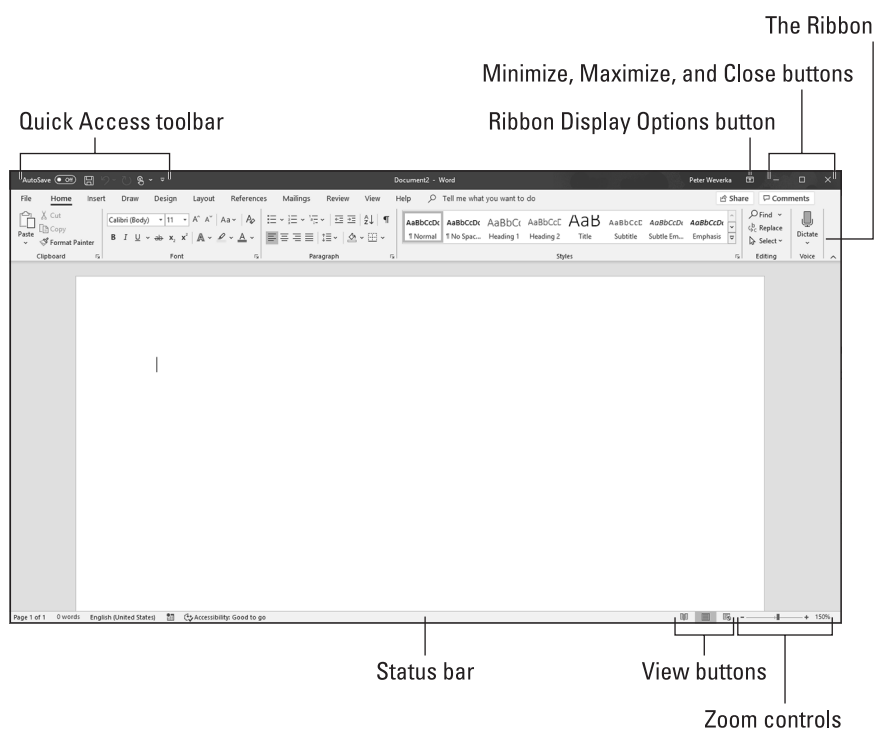 The Ribbon
Minimize, Maximize, and Close buttons
Quick Access toolbar
Ribbon Display Options button
AutoSave Off Document2 - Word Peter Weverka
File Home Insert Draw Design Layout References Mailings Review View Help Tell me what you want to do Share Comments
Cut
Copy
Paste
Format Painter
Clipboard
Calibri (Body) 11 A A Aa A
B I U ab x₂ x² A A
Font
Paragraph
AaBbCcDc AaBbCcDc AaBbCc AaBbCcC AaB AaBbCcC AaBbCcDc AaBbCcDc
¶ Normal ¶ No Spac... Heading 1 Heading 2 Title Subtitle Subtle Em... Emphasis
Styles
Find
Replace
Select
Editing
Dictate
Voice
Page 1 of 1 0 words English (United States) Accessibility: Good to go 150%
Status bar
View buttons
Zoom controls